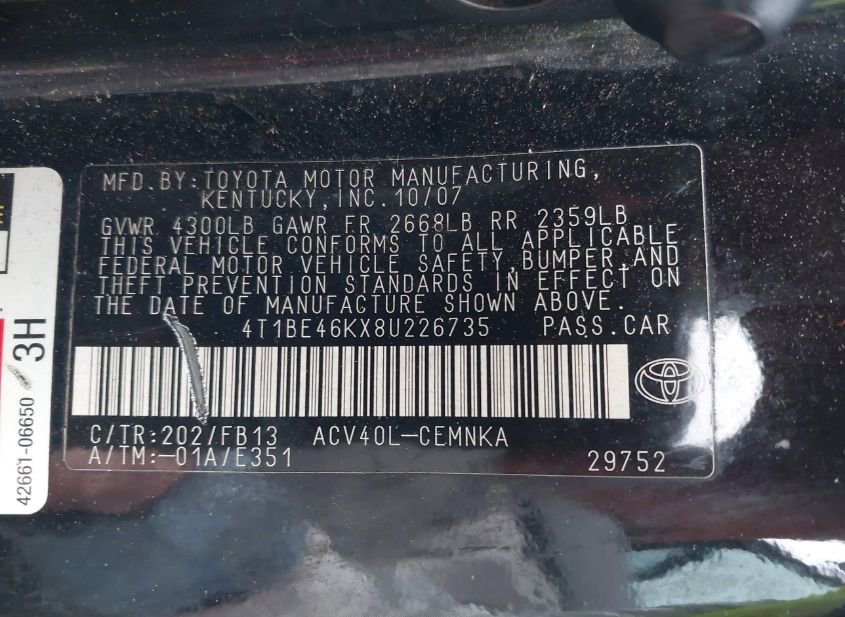 MFD.BY:TOYOTA MOTOR MANUFACTURING,
KENTUCKY,INC.10/07
GVWR 4300LB GAWR FR 2668LB RR 2359LB
THIS VEHICLE CONFORMS TO ALL APPLICABLE
FEDERAL MOTOR VEHICLE SAFETY,BUMPER,AND
THEFT PREVENTION STANDARDS IN EFFECT ON
THE DATE OF MANUFACTURE SHOWN ABOVE.
4T1BE46KX8U226735 PASS.CAR
C/TR:202/FB13 ACV40L-CEMNKA
A/TM:-01A/E351 29752
3H
42661-06650